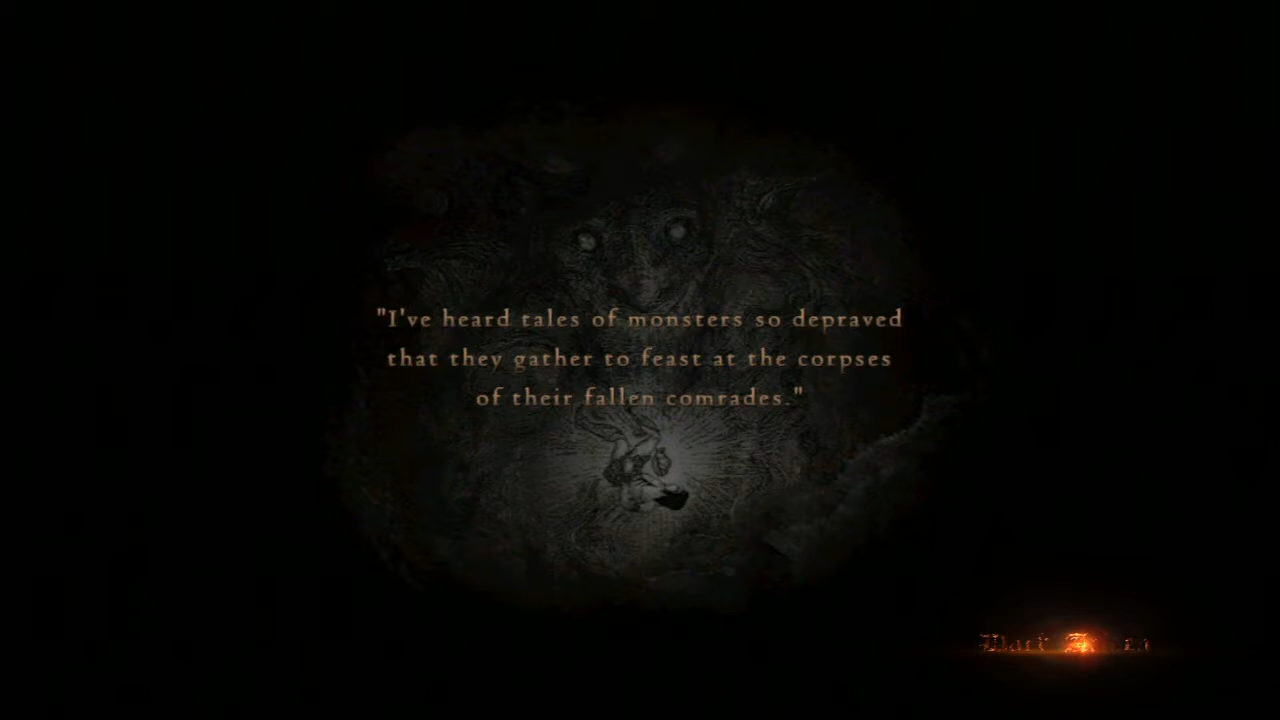 "I've heard tales of monsters so depraved
that they gather to feast at the corpses
of their fallen comrades."